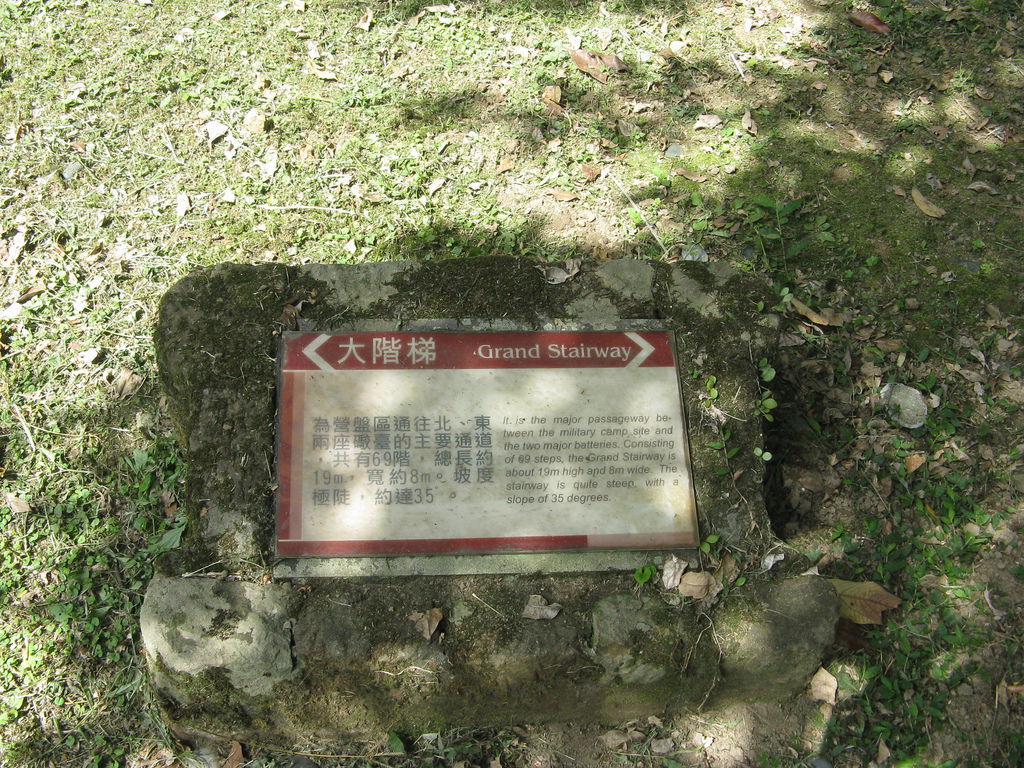 大階梯 Grand Stairway
為營盤區通往北、東
兩座礮臺的主要通道
，共有69階，總長約
19m，寬約8m。坡度
極陡，約達35°。
It is the major passageway be-
tween the military camp site and
the two major batteries. Consisting
of 69 steps, the Grand Stairway is
about 19m high and 8m wide. The
stairway is quite steep, with a
slope of 35 degrees.